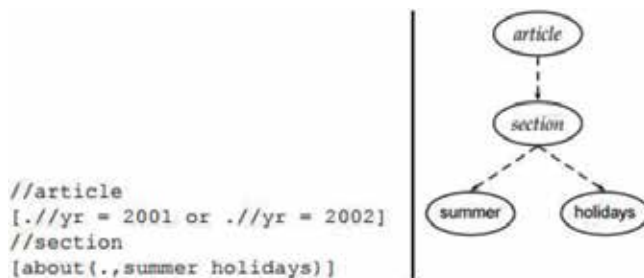 //article
[.//yr = 2001 or .//yr = 2002]
//section
[about(.,summer holidays)]
article
section
summer
holidays